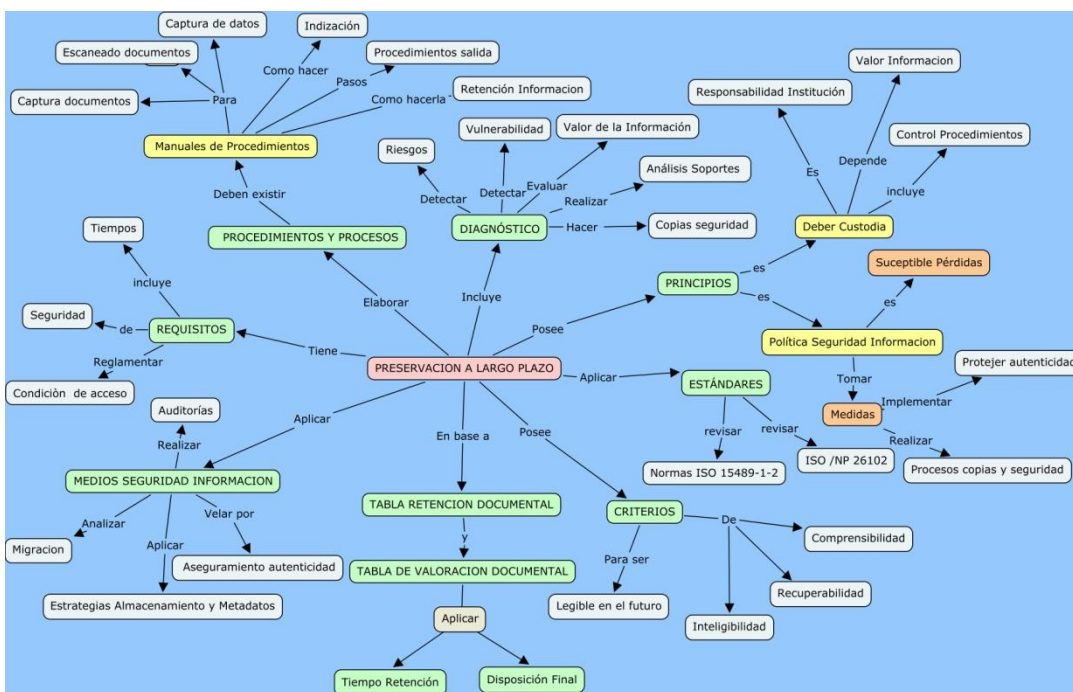 Captura de datos
Indización
Escaneado documentos
Procedimientos salida
Como hacer
Pasos
Captura documentos
Para
Como hacerla
Retención Informacion
Manuales de Procedimientos
Deben existir
PROCEDIMIENTOS Y PROCESOS
Elaborar
Vulnerabilidad
Valor de la Información
Riesgos
Análisis Soportes
Detectar
Detectar
Evaluar
Realizar
DIAGNÓSTICO
Hacer
Copias seguridad
Incluye
Valor Informacion
Responsabilidad Institución
Control Procedimientos
Es
Depende
incluye
Deber Custodia
es
PRINCIPIOS
es
Posee
Suceptible Pérdidas
es
Política Seguridad Informacion
Tomar
Protejer autenticidad
Implementar
Medidas
Realizar
Procesos copias y seguridad
Tiempos
incluye
Seguridad
de
REQUISITOS
Tiene
Reglamentar
Condiciòn de acceso
PRESERVACION A LARGO PLAZO
Aplicar
ESTÁNDARES
revisar
revisar
Normas ISO 15489-1-2
ISO /NP 26102
Auditorías
Realizar
Aplicar
MEDIOS SEGURIDAD INFORMACION
Analizar
Velar por
Migracion
Aplicar
Aseguramiento autenticidad
Estrategias Almacenamiento y Metadatos
En base a
TABLA RETENCION DOCUMENTAL
y
TABLA DE VALORACION DOCUMENTAL
Aplicar
Tiempo Retención
Disposición Final
Posee
CRITERIOS
De
Comprensibilidad
Para ser
Recuperabilidad
Legible en el futuro
Inteligibilidad